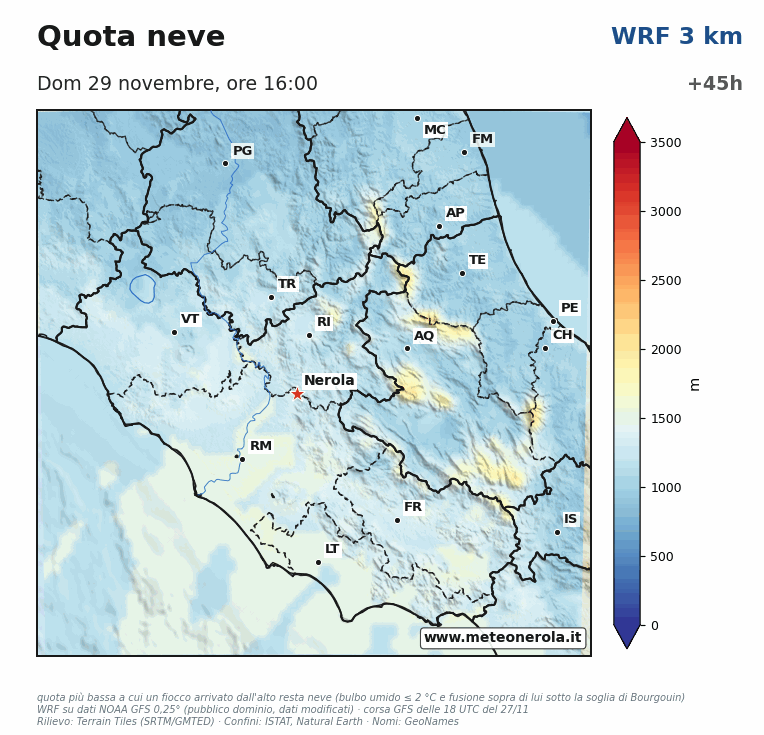 Quota neve
WRF 3 km
Dom 29 novembre, ore 16:00
+45h
MC
FM
PG
AP
TE
TR
PE
VT
RI
AQ
CH
Nerola
RM
FR
IS
LT
www.meteonerola.it
3500
3000
2500
2000
1500
1000
500
0
m
quota più bassa a cui un fiocco arrivato dall'alto resta neve (bulbo umido ≤ 2 °C e fusione sopra di lui sotto la soglia di Bourgouin)
WRF su dati NOAA GFS 0,25° (pubblico dominio, dati modificati) · corsa GFS delle 18 UTC del 27/11
Rilievo: Terrain Tiles (SRTM/GMTED) · Confini: ISTAT, Natural Earth · Nomi: GeoNames